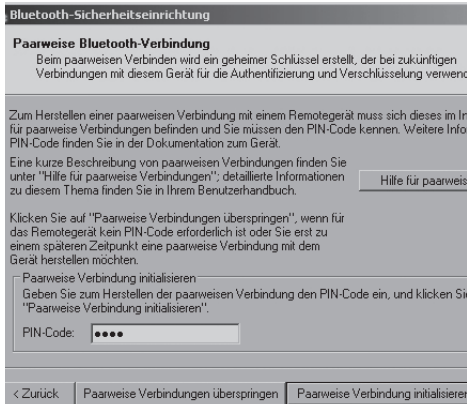 Bluetooth-Sicherheitseinrichtung
Paarweise Bluetooth-Verbindung
Beim paarweisen Verbinden wird ein geheimer Schlüssel erstellt, der bei zukünftigen
Verbindungen mit diesem Gerät für die Authentifizierung und Verschlüsselung verwend
Zum Herstellen einer paarweisen Verbindung mit einem Remotegerät muss sich dieses im In
für paarweise Verbindungen befinden und Sie müssen den PIN-Code kennen. Weitere Info
PIN-Code finden Sie in der Dokumentation zum Gerät.
Eine kurze Beschreibung von paarweisen Verbindungen finden Sie
unter "Hilfe für paarweise Verbindungen"; detaillierte Informationen
zu diesem Thema finden Sie in Ihrem Benutzerhandbuch.
Hilfe für paarweis
Klicken Sie auf "Paarweise Verbindungen überspringen", wenn für
das Remotegerät kein PIN-Code erforderlich ist oder Sie erst zu
einem späteren Zeitpunkt eine paarweise Verbindung mit dem
Gerät herstellen möchten.
Paarweise Verbindung initialisieren
Geben Sie zum Herstellen der paarweisen Verbindung den PIN-Code ein, und klicken Sie
"Paarweise Verbindung initialisieren".
PIN-Code: ••••
< Zurück Paarweise Verbindungen überspringen Paarweise Verbindung initialisieren